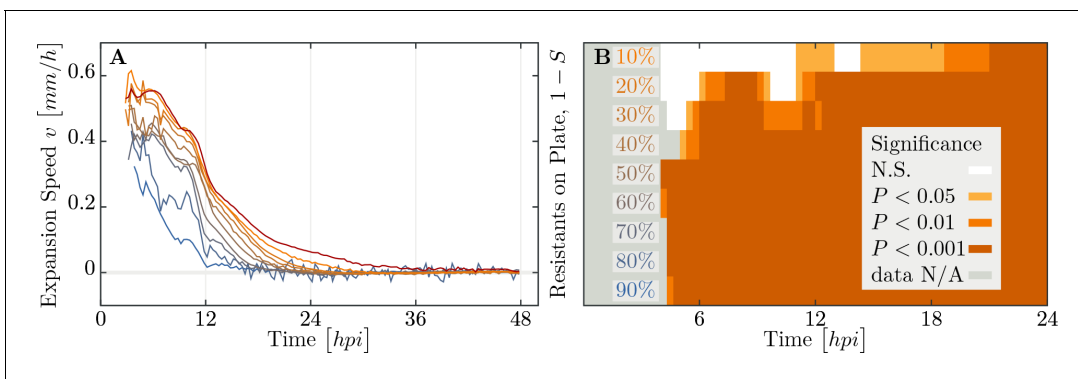 A
Expansion Speed v [mm/h]
0.6
0.4
0.2
0
0
12
24
36
48
Time [hpi]
B
Resistants on Plate, 1 − S
10%
20%
30%
40%
50%
60%
70%
80%
90%
Significance
N.S.
P < 0.05
P < 0.01
P < 0.001
data N/A
6
12
18
24
Time [hpi]